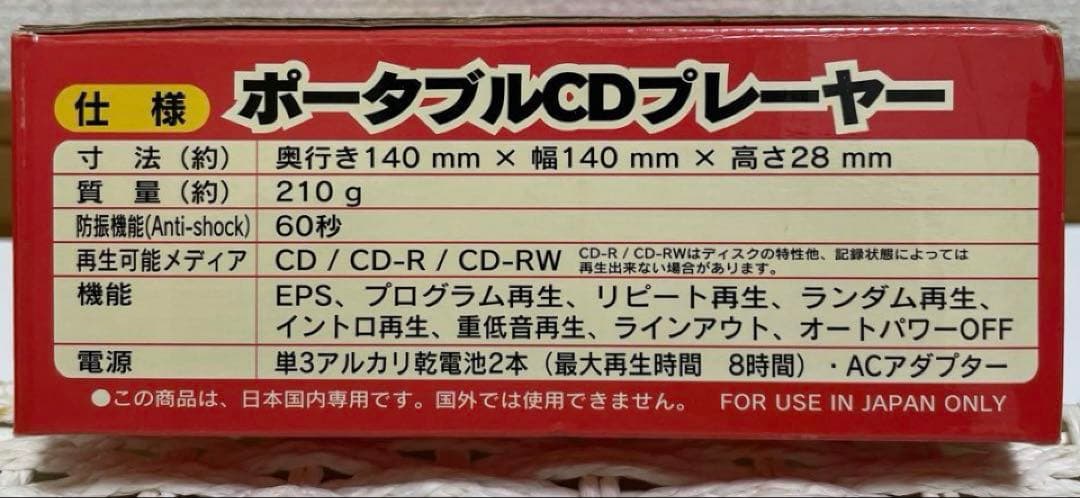 仕様 ポータブルCDプレーヤー
寸法(約) 奥行き140 mm × 幅140 mm × 高さ28 mm
質量(約) 210 g
防振機能(Anti-shock) 60秒
再生可能メディア CD / CD-R / CD-RW CD-R / CD-RWはディスクの特性他、記録状態によっては
再生出来ない場合があります。
機能 EPS、プログラム再生、リピート再生、ランダム再生、
イントロ再生、重低音再生、ラインアウト、オートパワーOFF
電源 単3アルカリ乾電池2本（最大再生時間 8時間）・ACアダプター
●この商品は、日本国内専用です。国外では使用できません。 FOR USE IN JAPAN ONLY